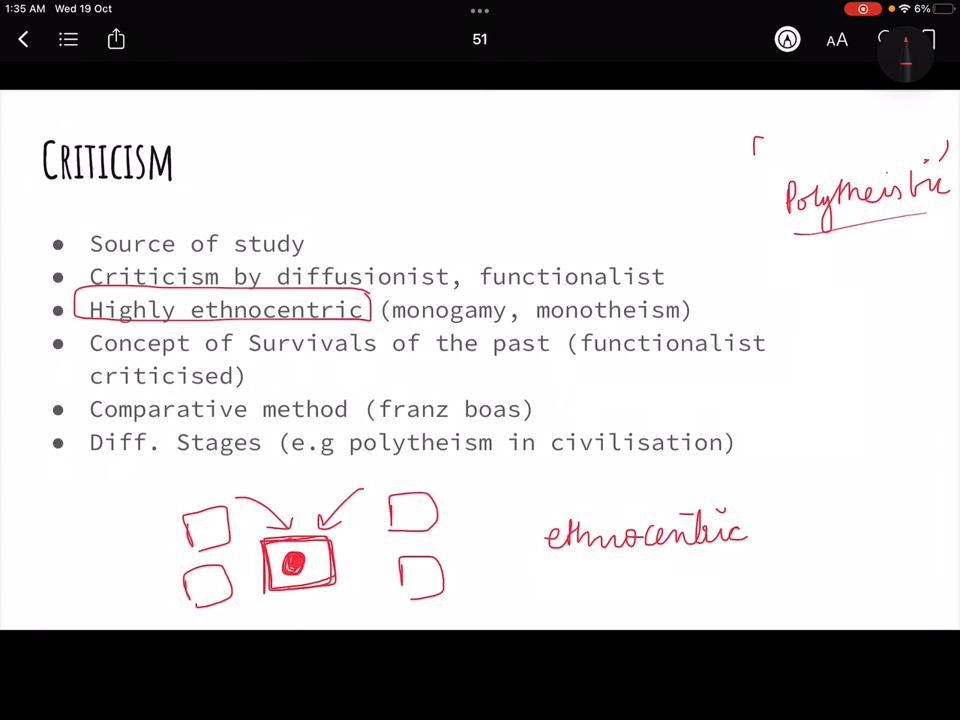 1:35 AM Wed 19 Oct
6%
51
AA
CRITICISM
Polytheistic
● Source of study
● Criticism by diffusionist, functionalist
● Highly ethnocentric (monogamy, monotheism)
● Concept of Survivals of the past (functionalist
criticised)
● Comparative method (franz boas)
● Diff. Stages (e.g polytheism in civilisation)
ethnocentric